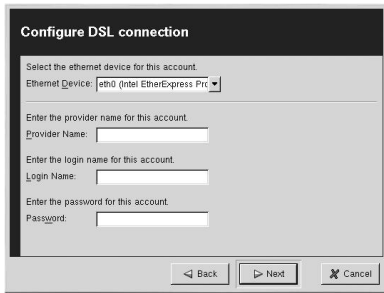 Configure DSL connection
Select the ethernet device for this account.
Ethernet Device: eth0 (Intel EtherExpress Pro
Enter the provider name for this account.
Provider Name:
Enter the login name for this account.
Login Name:
Enter the password for this account.
Password:
Back Next Cancel